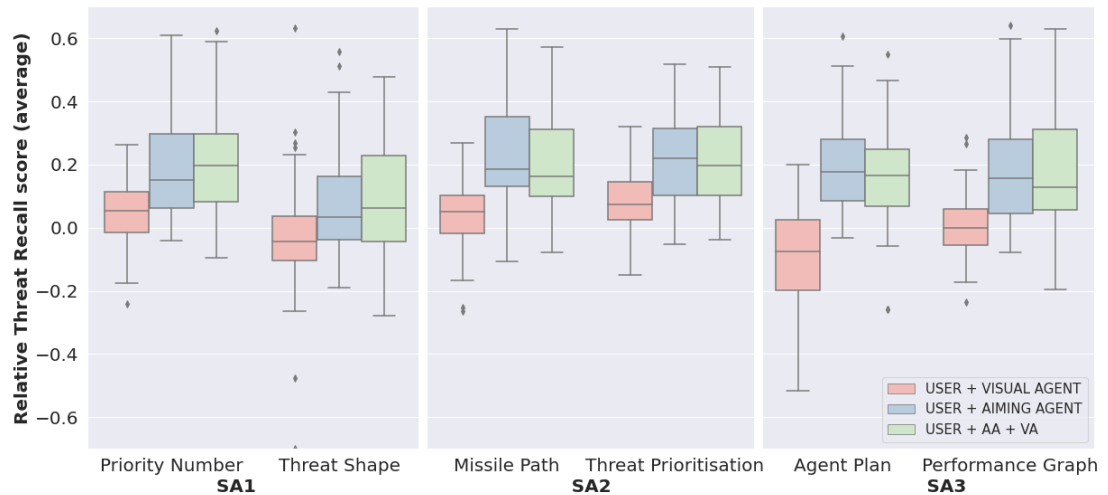 Relative Threat Recall score (average)
0.6
0.4
0.2
0.0
−0.2
−0.4
−0.6
Priority Number
Threat Shape
Missile Path
Threat Prioritisation
Agent Plan
Performance Graph
SA1
SA2
SA3
USER + VISUAL AGENT
USER + AIMING AGENT
USER + AA + VA